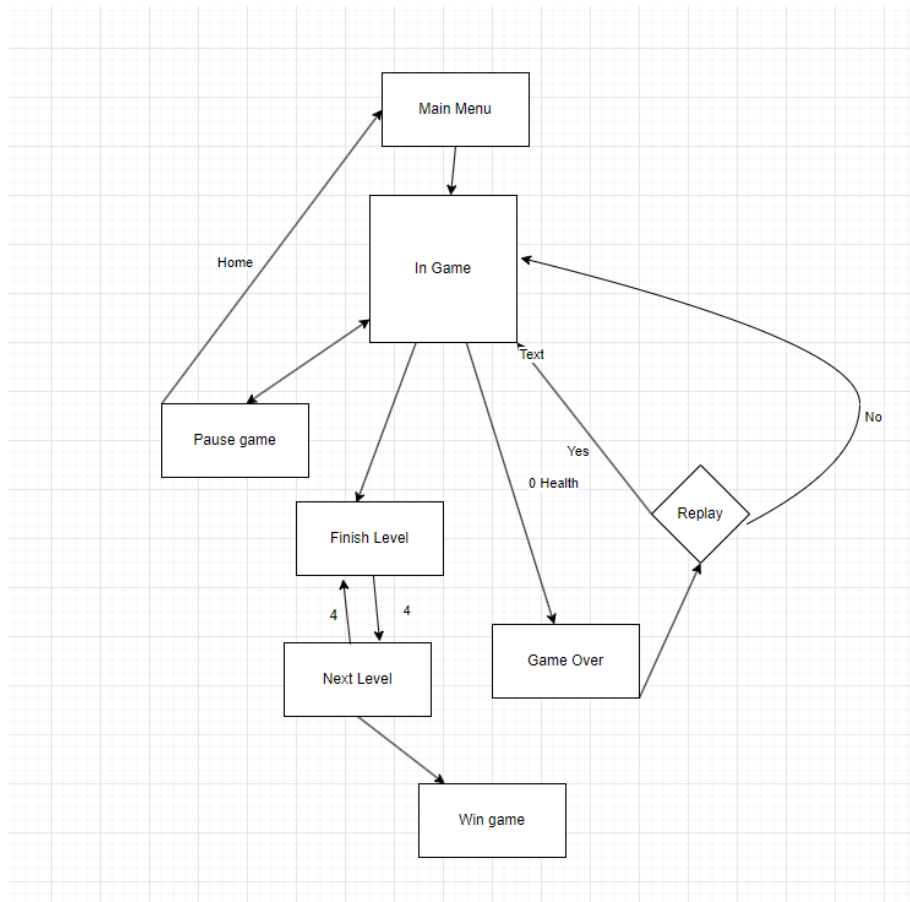 Main Menu
Home
In Game
Text
No
Pause game
Yes
0 Health
Replay
Finish Level
4
4
Game Over
Next Level
Win game